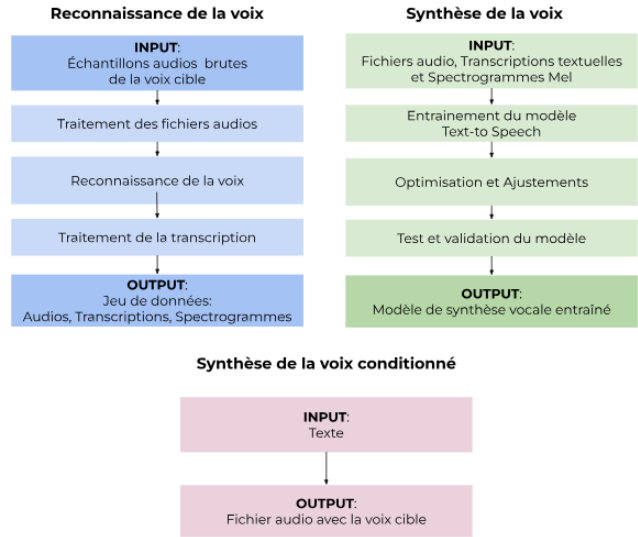 Reconnaissance de la voix
INPUT:
Échantillons audios brutes
de la voix cible
Traitement des fichiers audios
Reconnaissance de la voix
Traitement de la transcription
OUTPUT:
Jeu de données:
Audios, Transcriptions, Spectrogrammes
Synthèse de la voix
INPUT:
Fichiers audio, Transcriptions textuelles
et Spectrogrammes Mel
Entrainement du modèle
Text-to Speech
Optimisation et Ajustements
Test et validation du modèle
OUTPUT:
Modèle de synthèse vocale entraîné
Synthèse de la voix conditionné
INPUT:
Texte
OUTPUT:
Fichier audio avec la voix cible